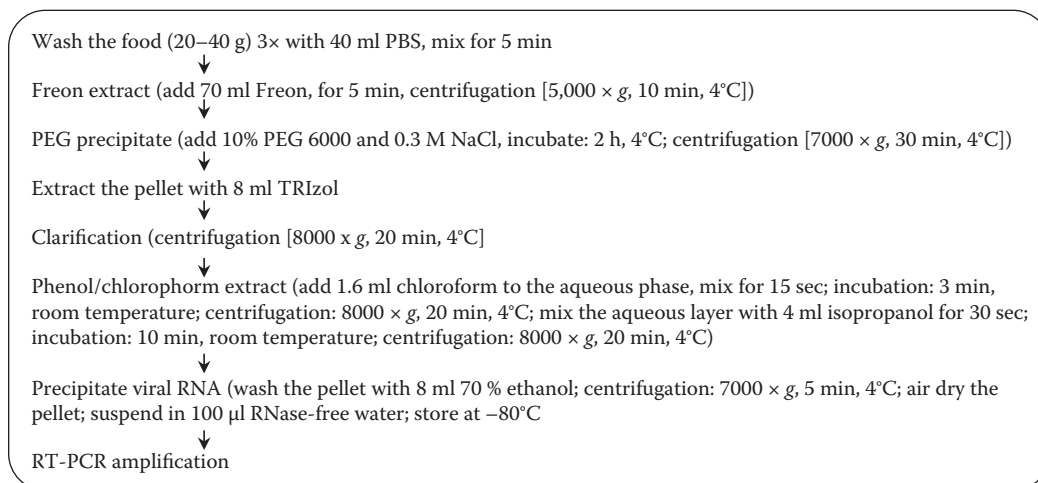 Wash the food (20–40 g) 3× with 40 ml PBS, mix for 5 min
Freon extract (add 70 ml Freon, for 5 min, centrifugation [5,000 × g, 10 min, 4°C])
PEG precipitate (add 10% PEG 6000 and 0.3 M NaCl, incubate: 2 h, 4°C; centrifugation [7000 × g, 30 min, 4°C])
Extract the pellet with 8 ml TRIzol
Clarification (centrifugation [8000 x g, 20 min, 4°C]
Phenol/chlorophorm extract (add 1.6 ml chloroform to the aqueous phase, mix for 15 sec; incubation: 3 min,
room temperature; centrifugation: 8000 × g, 20 min, 4°C; mix the aqueous layer with 4 ml isopropanol for 30 sec;
incubation: 10 min, room temperature; centrifugation: 8000 × g, 20 min, 4°C)
Precipitate viral RNA (wash the pellet with 8 ml 70 % ethanol; centrifugation: 7000 × g, 5 min, 4°C; air dry the
pellet; suspend in 100 µl RNase-free water; store at –80°C
RT-PCR amplification